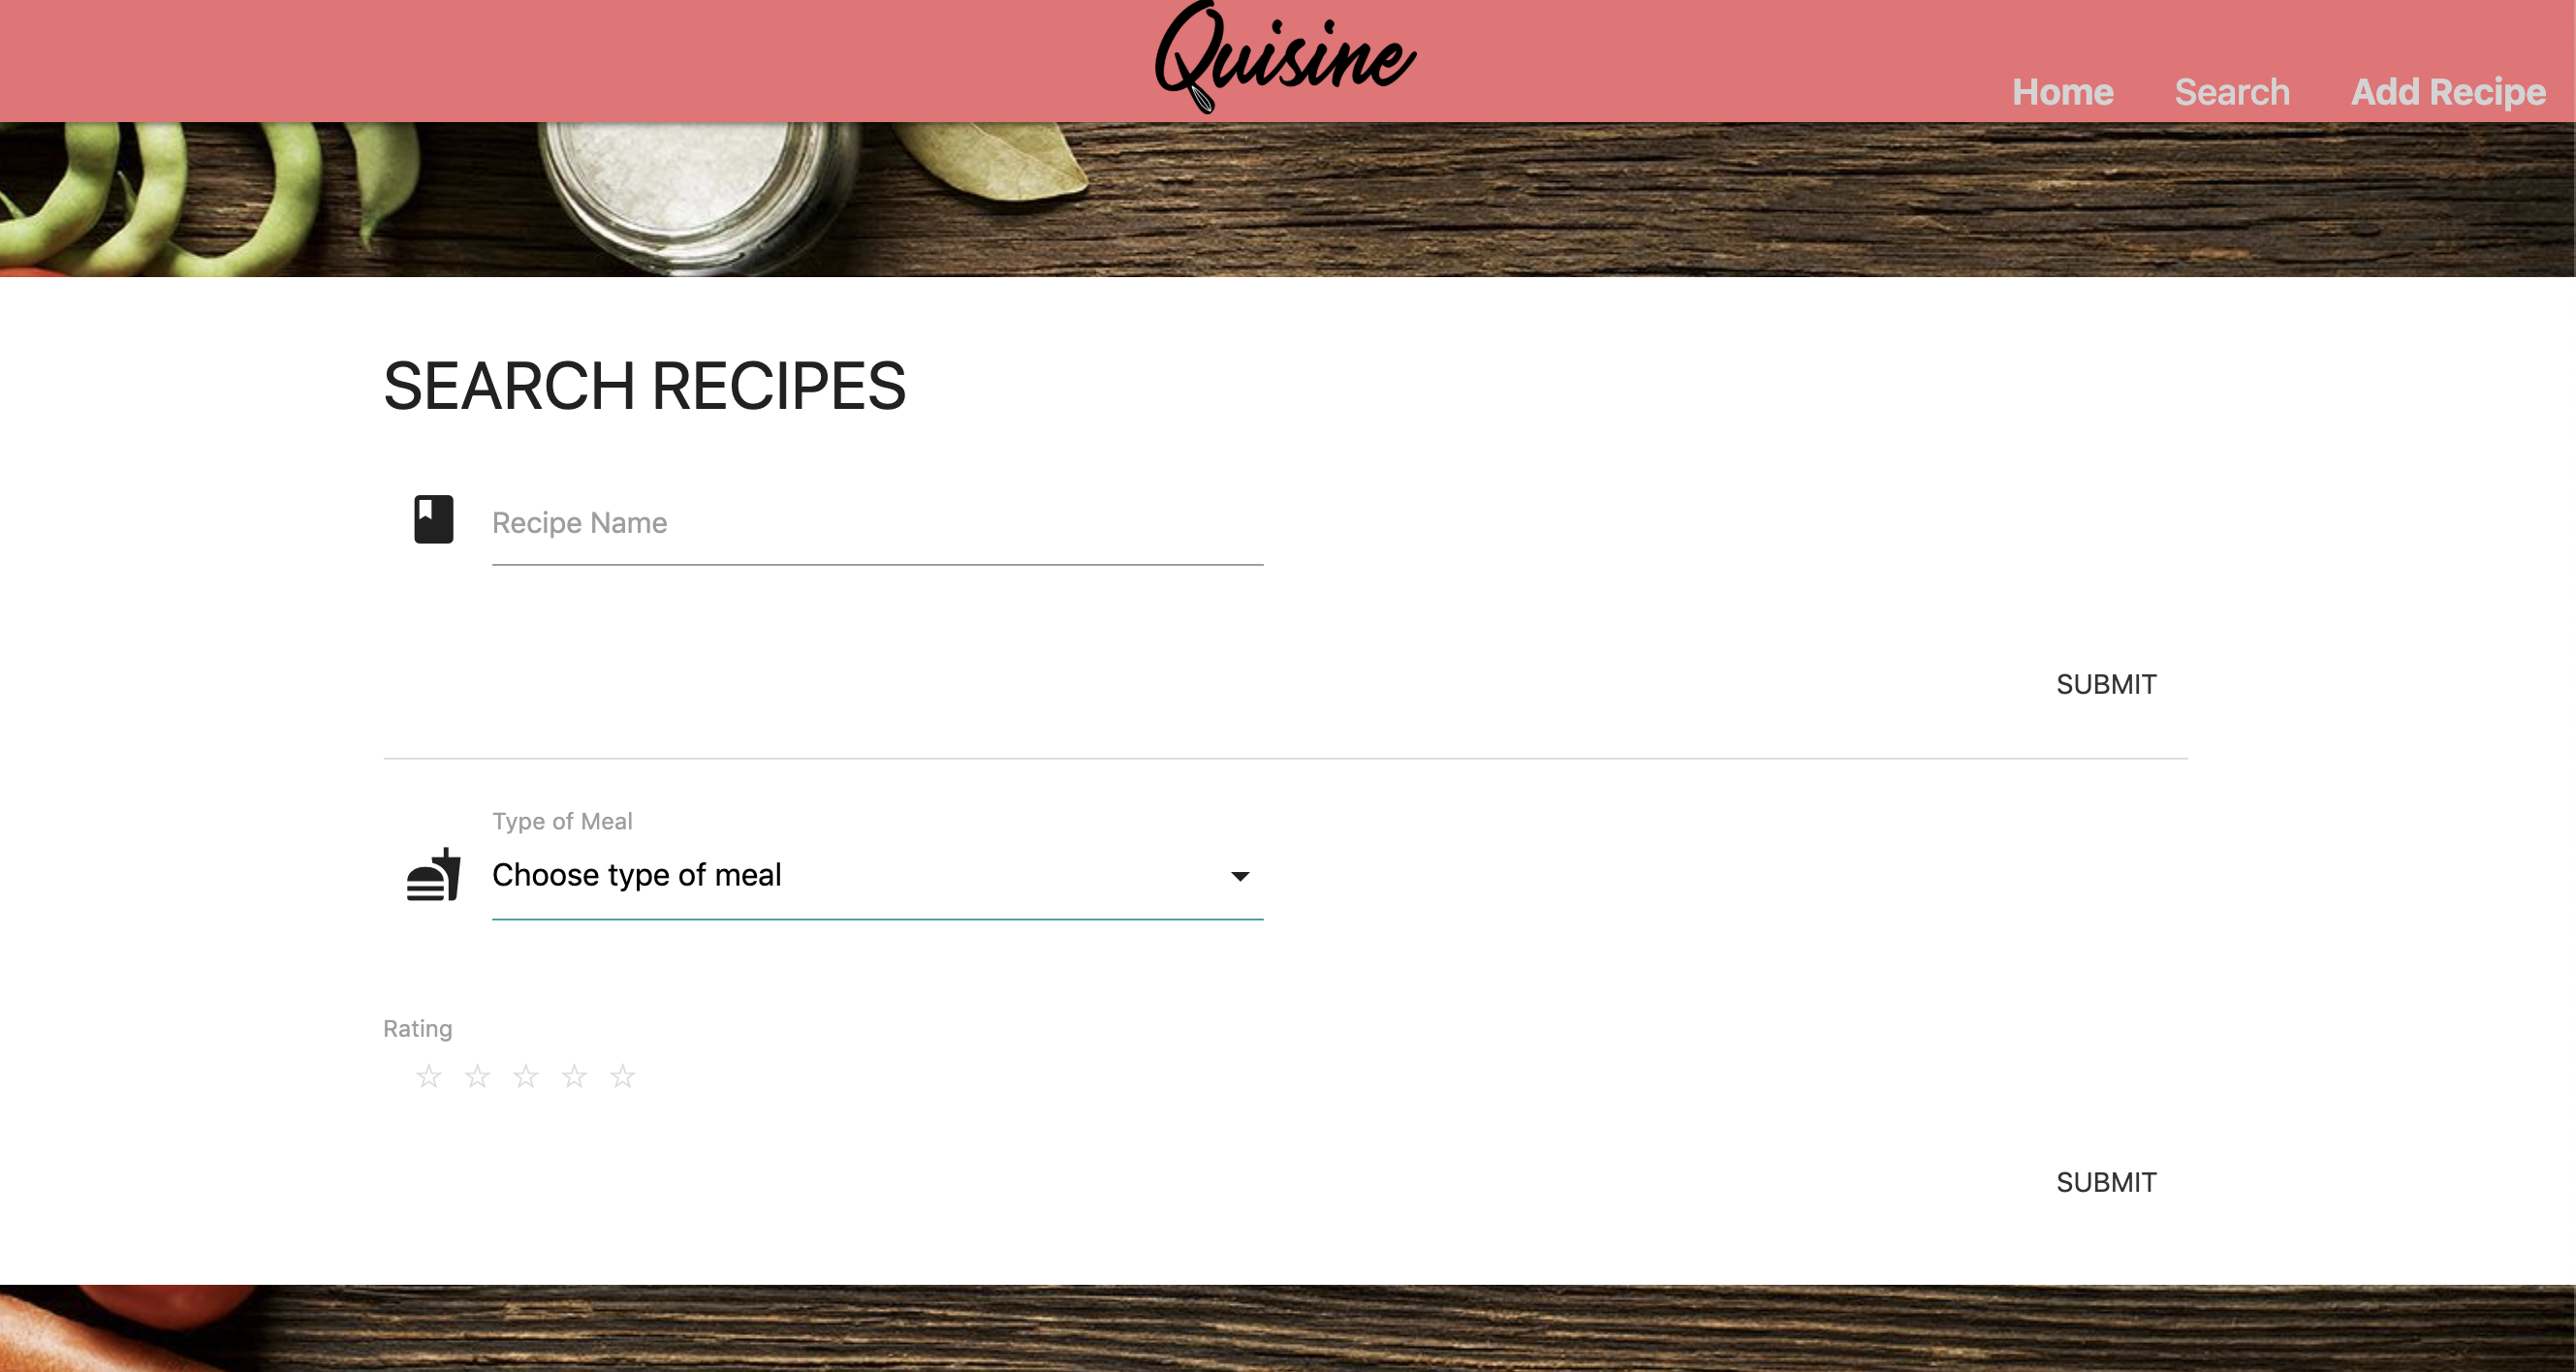 Quisine
Home Search Add Recipe
SEARCH RECIPES
Recipe Name
SUBMIT
Type of Meal
Choose type of meal
Rating
SUBMIT